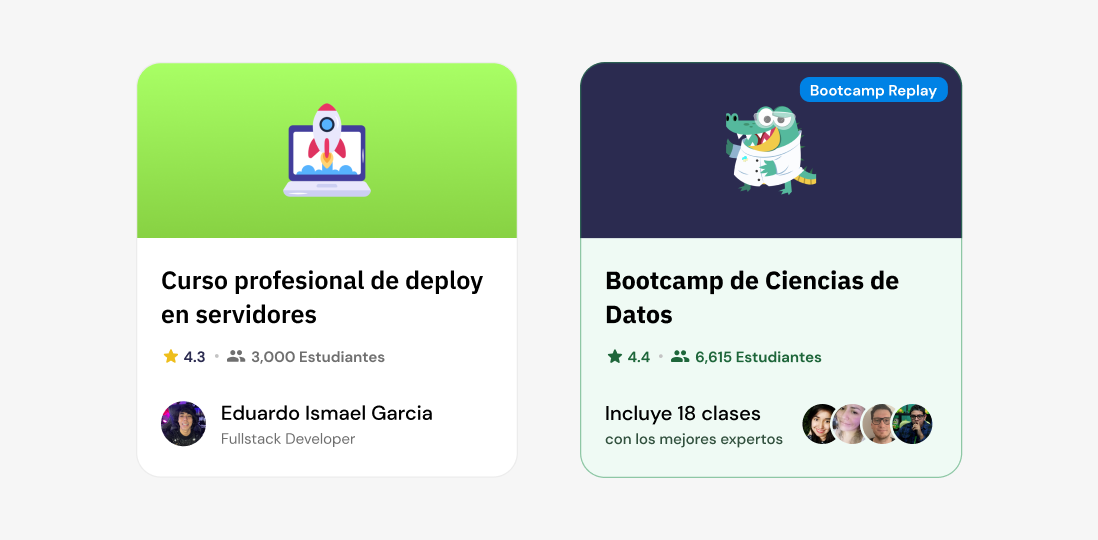 Curso profesional de deploy
en servidores
4.3 • 3,000 Estudiantes
Eduardo Ismael Garcia
Fullstack Developer
Bootcamp Replay
Bootcamp de Ciencias de
Datos
4.4 • 6,615 Estudiantes
Incluye 18 clases
con los mejores expertos